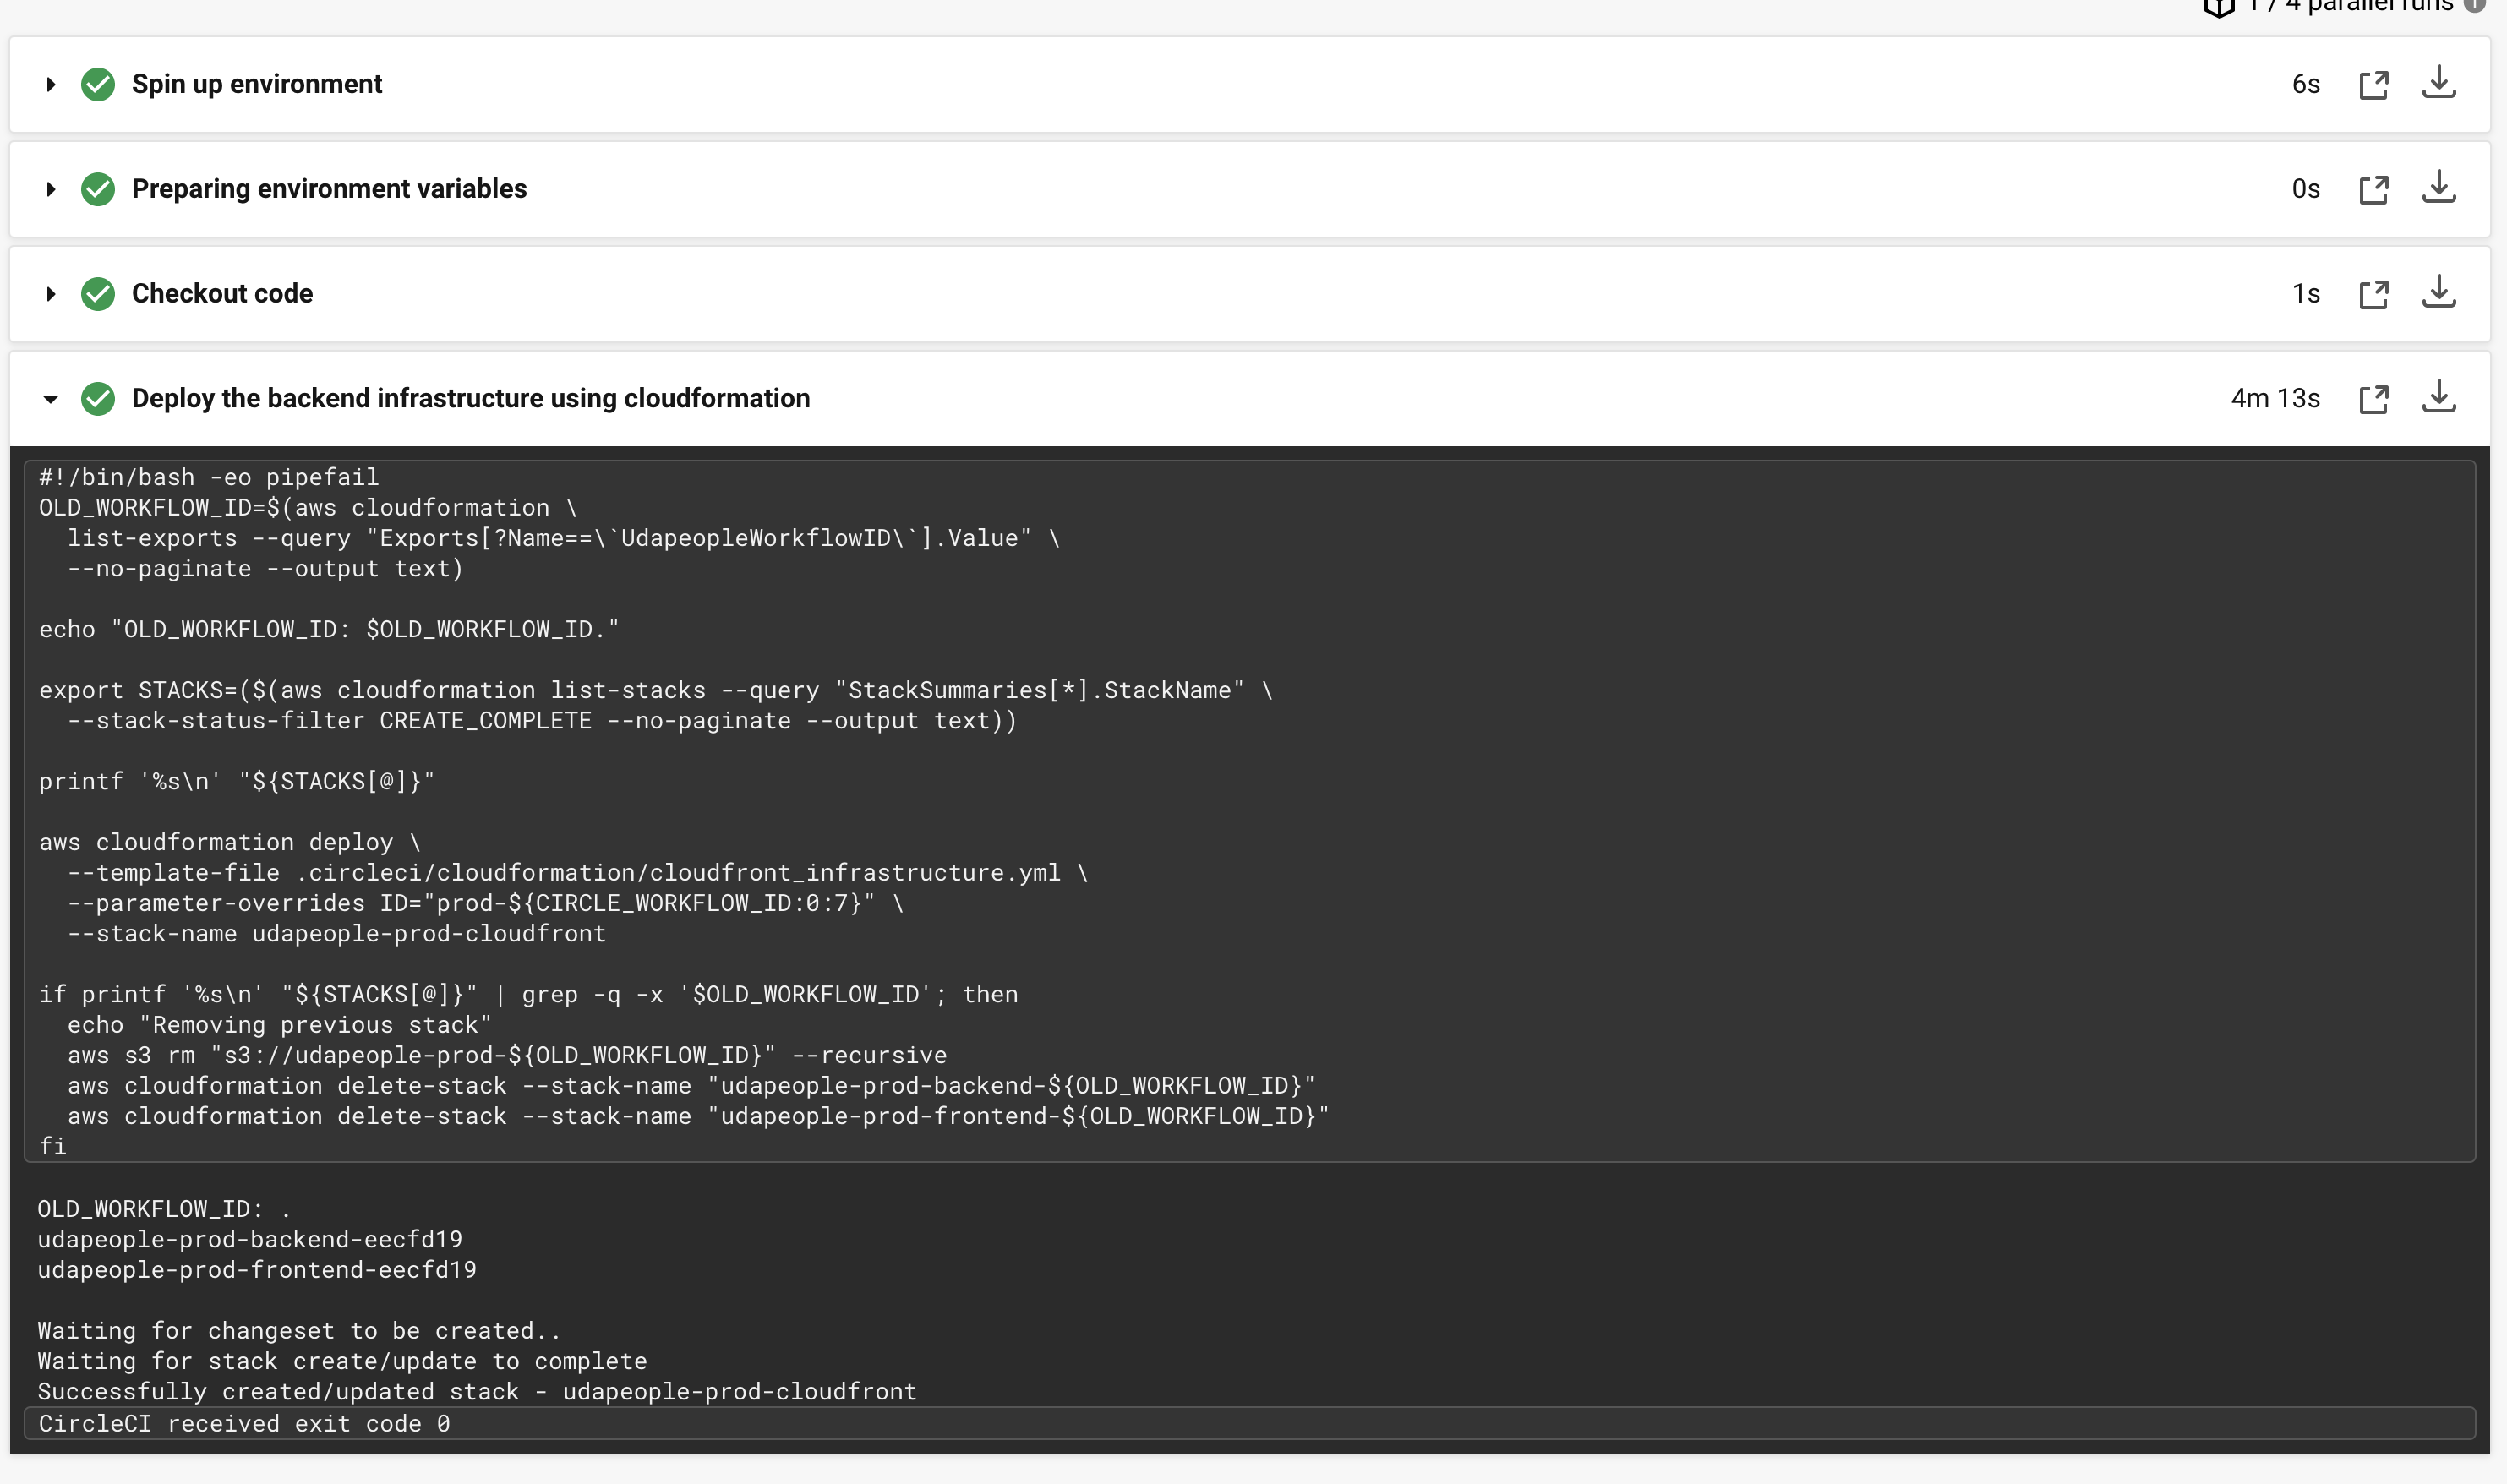 1 / 4 parallel runs
Spin up environment 6s
Preparing environment variables 0s
Checkout code 1s
Deploy the backend infrastructure using cloudformation 4m 13s
#!/bin/bash -eo pipefail
OLD_WORKFLOW_ID=$(aws cloudformation \
  list-exports --query "Exports[?Name==\`UdapeopleWorkflowID\`].Value" \
  --no-paginate --output text)

echo "OLD_WORKFLOW_ID: $OLD_WORKFLOW_ID."

export STACKS=($(aws cloudformation list-stacks --query "StackSummaries[*].StackName" \
  --stack-status-filter CREATE_COMPLETE --no-paginate --output text))

printf '%s\n' "${STACKS[@]}"

aws cloudformation deploy \
  --template-file .circleci/cloudformation/cloudfront_infrastructure.yml \
  --parameter-overrides ID="prod-${CIRCLE_WORKFLOW_ID:0:7}" \
  --stack-name udapeople-prod-cloudfront

if printf '%s\n' "${STACKS[@]}" | grep -q -x '$OLD_WORKFLOW_ID'; then
  echo "Removing previous stack"
  aws s3 rm "s3://udapeople-prod-${OLD_WORKFLOW_ID}" --recursive
  aws cloudformation delete-stack --stack-name "udapeople-prod-backend-${OLD_WORKFLOW_ID}"
  aws cloudformation delete-stack --stack-name "udapeople-prod-frontend-${OLD_WORKFLOW_ID}"
fi

OLD_WORKFLOW_ID: .
udapeople-prod-backend-eecfd19
udapeople-prod-frontend-eecfd19

Waiting for changeset to be created..
Waiting for stack create/update to complete
Successfully created/updated stack - udapeople-prod-cloudfront
CircleCI received exit code 0